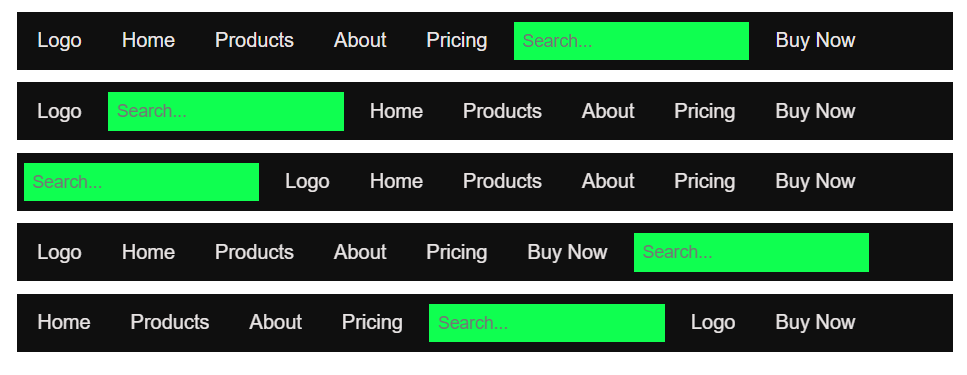 Logo Home Products About Pricing Search... Buy Now
Logo Search... Home Products About Pricing Buy Now
Search... Logo Home Products About Pricing Buy Now
Logo Home Products About Pricing Buy Now Search...
Home Products About Pricing Search... Logo Buy Now